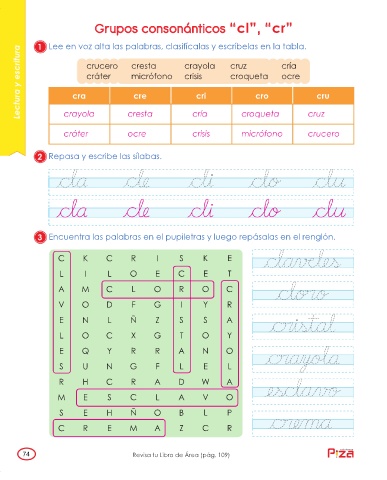 Grupos consonánticos “cl”, “cr”
Lectura y escritura
1 Lee en voz alta las palabras, clasifícalas y escríbelas en la tabla.
crucero cresta crayola cruz cría
cráter micrófono crisis croqueta ocre
cra cre cri cro cru
crayola cresta cría croqueta cruz
cráter ocre crisis micrófono crucero
2 Repasa y escribe las sílabas.
cla cle cli clo clu
cla cle cli clo clu
3 Encuentra las palabras en el pupiletras y luego repásalas en el renglón.
C K C R I S K E
L I L O E C E T
A M C L O R O C
V O D F G I Y R
E N L Ñ Z S S A
L O C X G T O Y
E Q Y R R A N O
S U N G F L E L
R H C R A D W A
M E S C L A V O
S E H Ñ O B L P
C R E M A Z C R
claveles
cloro
cristal
crayola
esclavo
crema
74
Revisa tu Libro de Área (pág. 109)
Piza